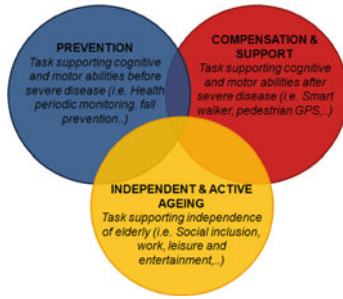 PREVENTION
Task supporting cognitive
and motor abilities before
severe disease (i.e. Health
periodic monitoring, fall
prevention..)
COMPENSATION &
SUPPORT
Task supporting cognitive
and motor abilities after
severe disease (i.e. Smart
walker, pedestrian GPS,..)
INDEPENDENT & ACTIVE
AGEING
Task supporting independence
of elderly (i.e. Social inclusion,
work, leisure and
entertainment,..)